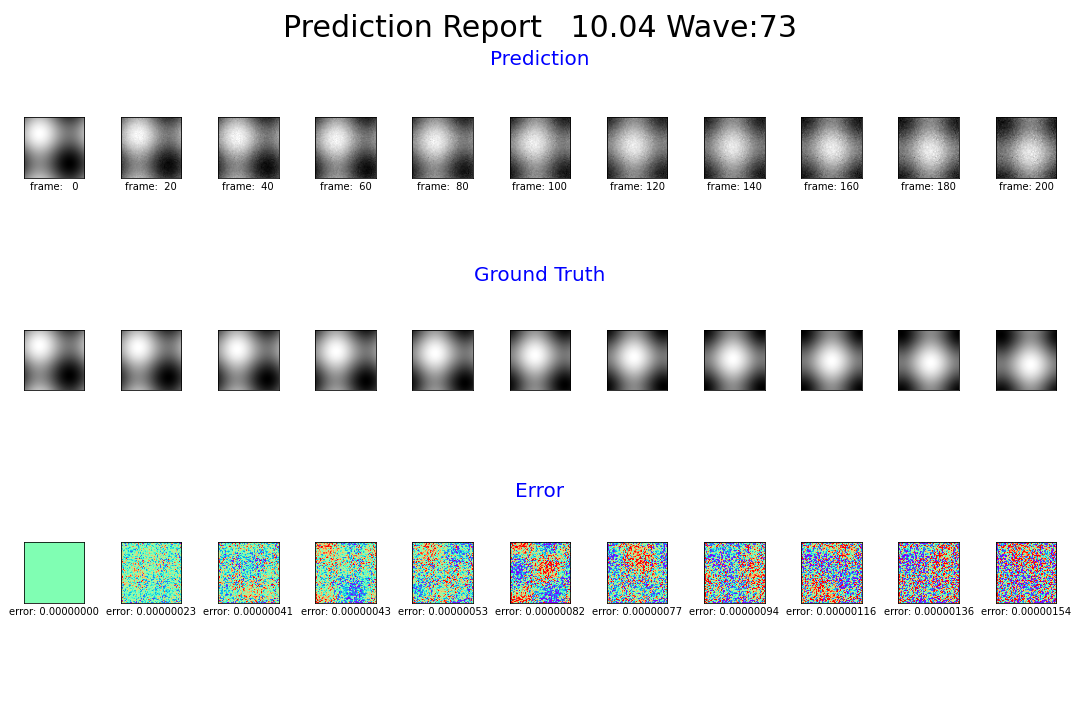 Prediction Report   10.04 Wave:73
Prediction
frame:   0   frame:  20   frame:  40   frame:  60   frame:  80   frame: 100   frame: 120   frame: 140   frame: 160   frame: 180   frame: 200
Ground Truth
Error
error: 0.00000000   error: 0.00000023   error: 0.00000041   error: 0.00000043   error: 0.00000053   error: 0.00000082   error: 0.00000077   error: 0.00000094   error: 0.00000116   error: 0.00000136   error: 0.00000154